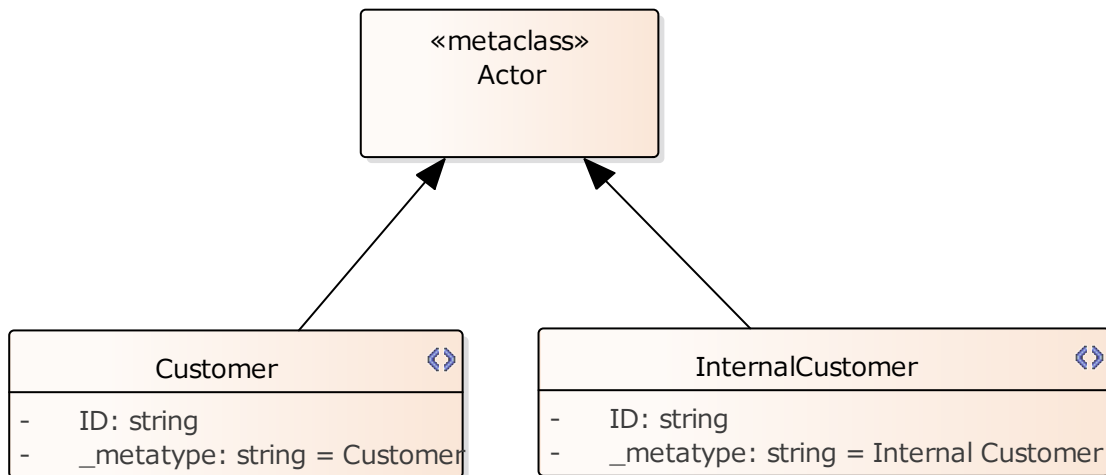 «metaclass»
Actor
Customer
- ID: string
- _metatype: string = Customer
InternalCustomer
- ID: string
- _metatype: string = Internal Customer